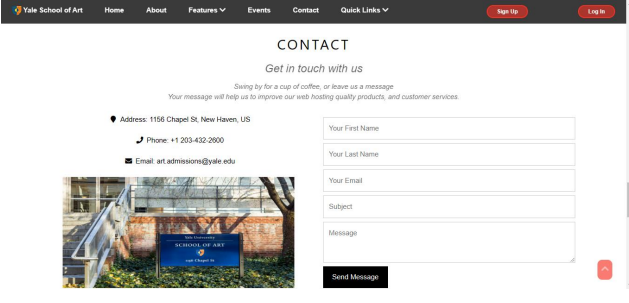 Yale School of Art Home About Features Events Contact Quick Links Sign Up Log In
CONTACT
Get in touch with us
Swing by for a cup of coffee, or leave us a message
Your message will help us to improve our web hosting quality products, and customer services.
Address: 1156 Chapel St, New Haven, US
Phone: +1 203-432-2600
Email: art.admissions@yale.edu
Yale University
SCHOOL OF ART
1156 Chapel St
Your First Name
Your Last Name
Your Email
Subject
Message
Send Message